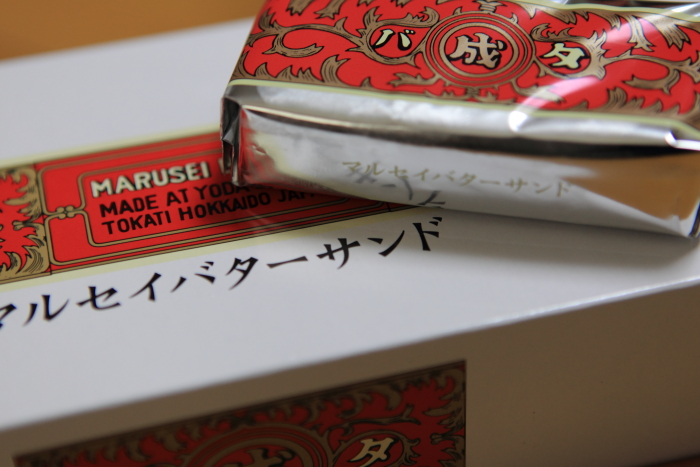 バ成タ
マルセイバターサンド
MARUSEI
MADE AT YODA
TOKATI HOKKAIDO JA
マルセイバターサンド
タ